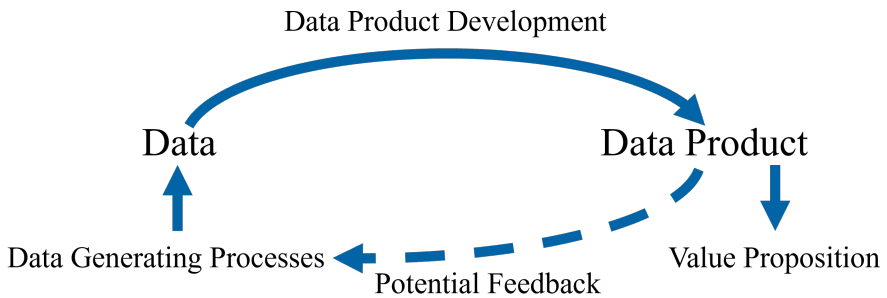 Data Product Development
Data
Data Product
Data Generating Processes
Value Proposition
Potential Feedback